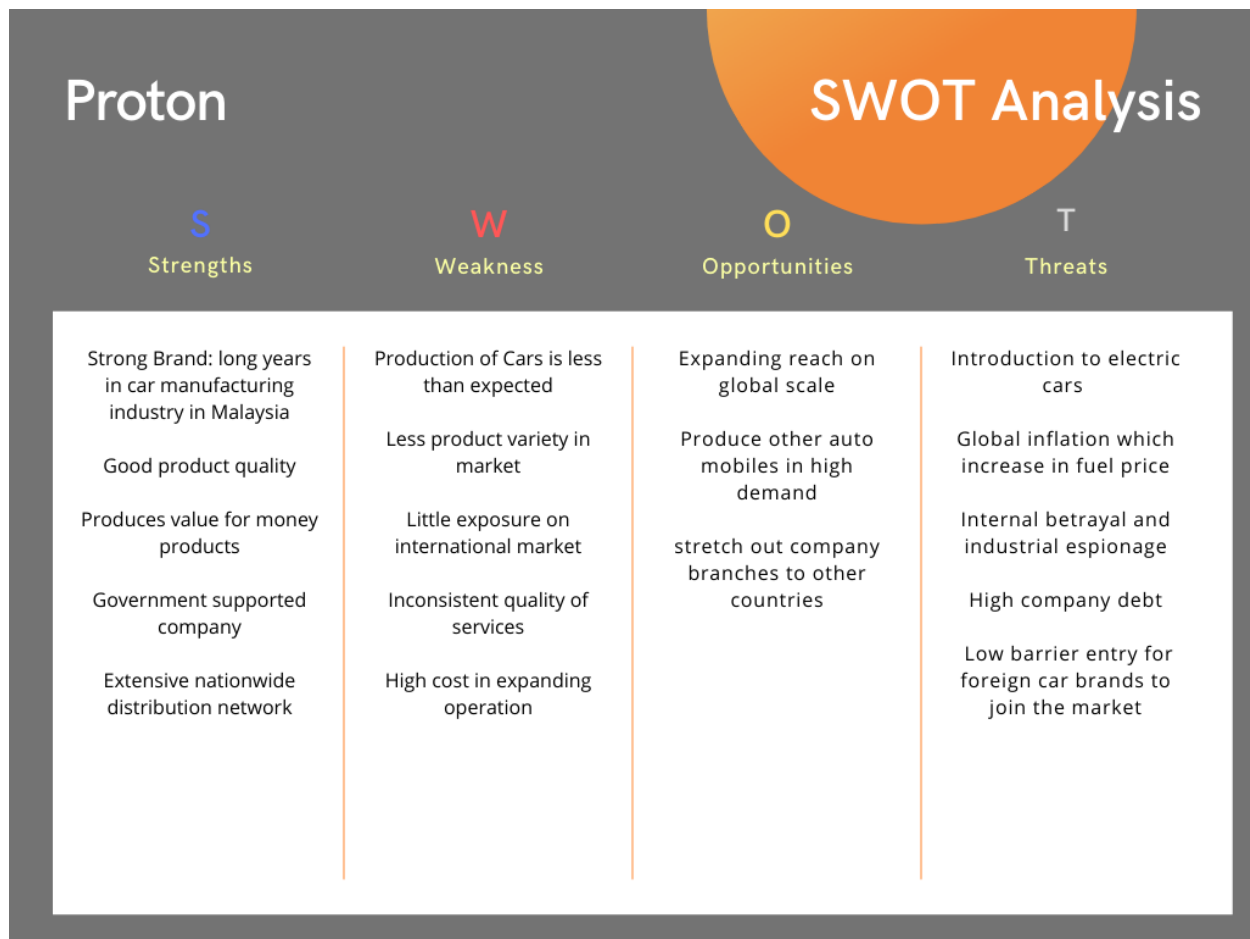 Proton
SWOT Analysis
S
Strengths
W
Weakness
O
Opportunities
T
Threats
Strong Brand: long years
in car manufacturing
industry in Malaysia
Good product quality
Produces value for money
products
Government supported
company
Extensive nationwide
distribution network
Production of Cars is less
than expected
Less product variety in
market
Little exposure on
international market
Inconsistent quality of
services
High cost in expanding
operation
Expanding reach on
global scale
Produce other auto
mobiles in high
demand
stretch out company
branches to other
countries
Introduction to electric
cars
Global inflation which
increase in fuel price
Internal betrayal and
industrial espionage
High company debt
Low barrier entry for
foreign car brands to
join the market